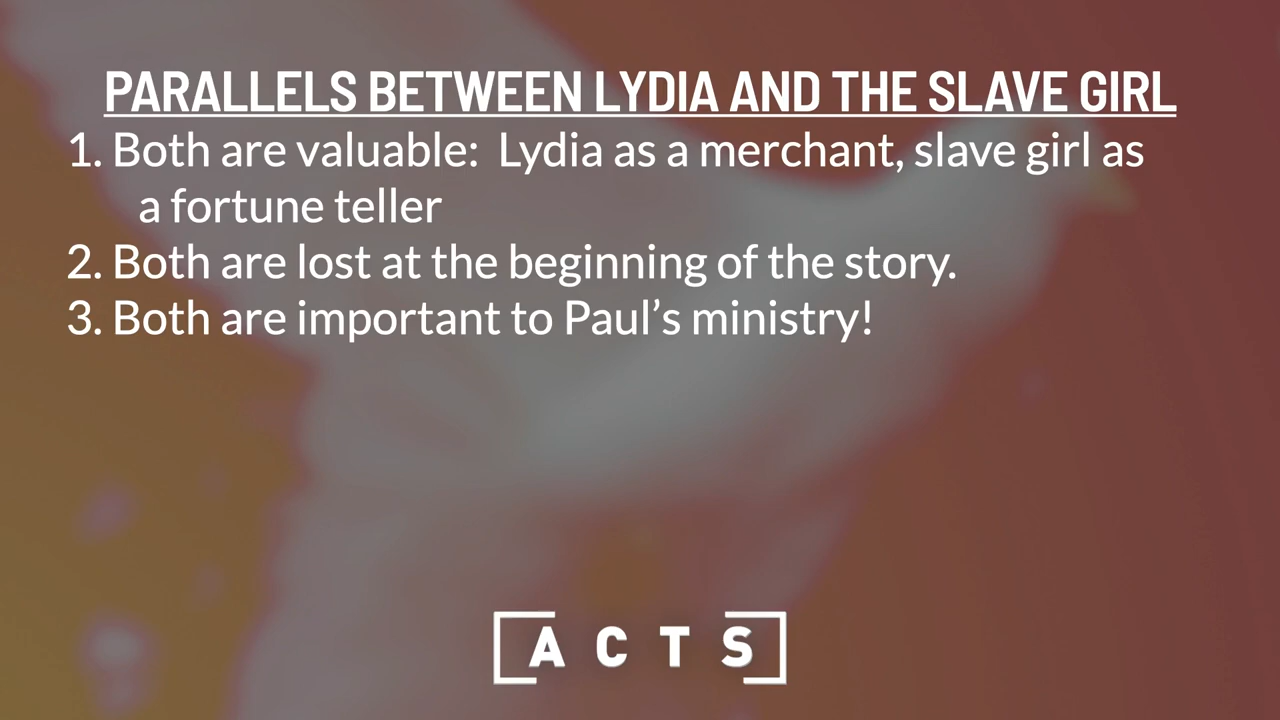 PARALLELS BETWEEN LYDIA AND THE SLAVE GIRL
1. Both are valuable:  Lydia as a merchant, slave girl as
a fortune teller
2. Both are lost at the beginning of the story.
3. Both are important to Paul’s ministry!
ACTS